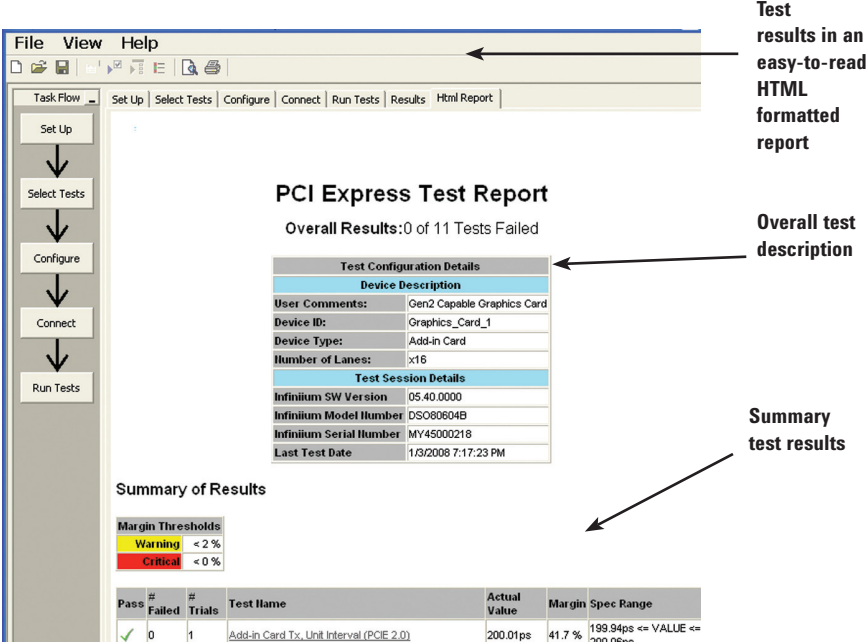 Test
results in an
easy-to-read
HTML
formatted
report
File View Help
Task Flow
Set Up | Select Tests | Configure | Connect | Run Tests | Results | Html Report
Set Up
Select Tests
Configure
Connect
Run Tests
PCI Express Test Report
Overall Results:0 of 11 Tests Failed
Overall test
description
Test Configuration Details
Device Description
User Comments: Gen2 Capable Graphics Card
Device ID: Graphics_Card_1
Device Type: Add-in Card
Number of Lanes: x16
Test Session Details
Infiniium SW Version 05.40.0000
Infiniium Model Number DSO80604B
Infiniium Serial Number MY45000218
Last Test Date 1/3/2008 7:17:23 PM
Summary
test results
Summary of Results
Margin Thresholds
Warning < 2 %
Critical < 0 %
Pass # Failed # Trials Test Name Actual Value Margin Spec Range
0 1 Add-in Card Tx, Unit Interval (PCIE 2.0) 200.01ps 41.7 % 199.94ps <= VALUE <=